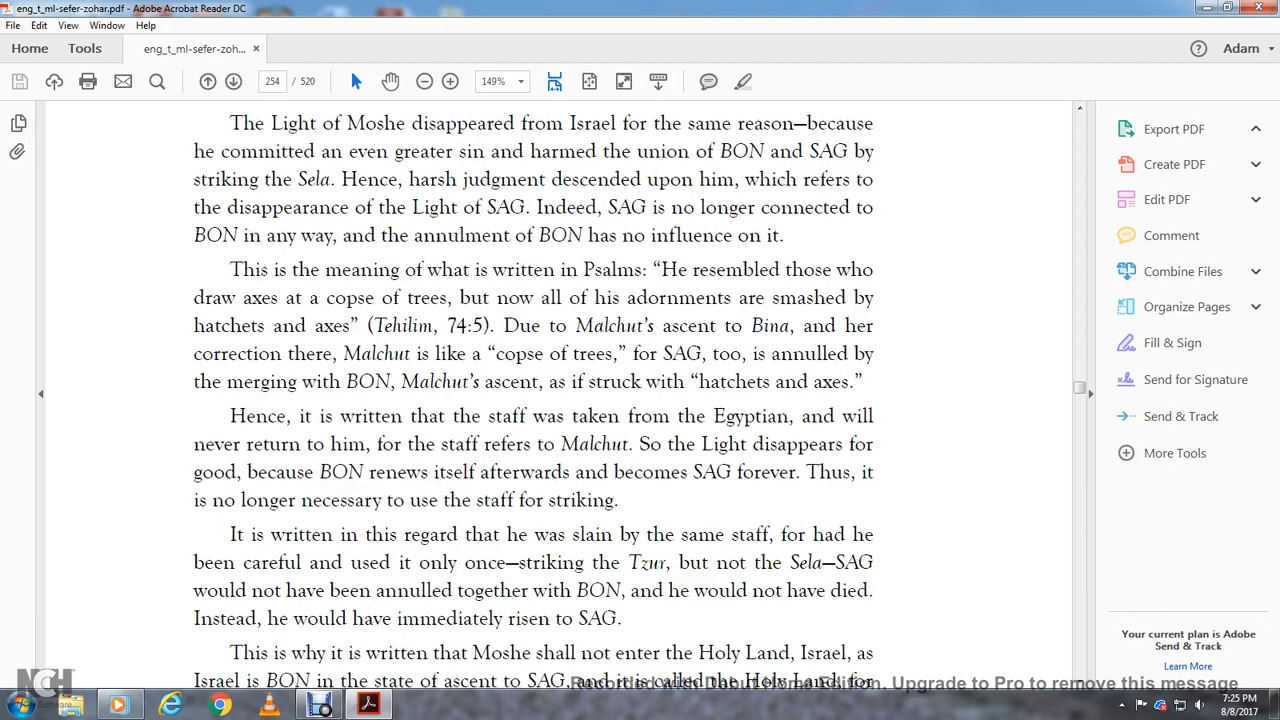 eng_t_ml-sefer-zohar.pdf - Adobe Acrobat Reader DC
File Edit View Window Help
Home Tools eng_t_ml-sefer-zoh... × Adam
254 / 520 149%
The Light of Moshe disappeared from Israel for the same reason—because
he committed an even greater sin and harmed the union of BON and SAG by
striking the Sela. Hence, harsh judgment descended upon him, which refers to
the disappearance of the Light of SAG. Indeed, SAG is no longer connected to
BON in any way, and the annulment of BON has no influence on it.
This is the meaning of what is written in Psalms: “He resembled those who
draw axes at a copse of trees, but now all of his adornments are smashed by
hatchets and axes” (Tehilim, 74:5). Due to Malchut’s ascent to Bina, and her
correction there, Malchut is like a “copse of trees,” for SAG, too, is annulled by
the merging with BON, Malchut’s ascent, as if struck with “hatchets and axes.”
Hence, it is written that the staff was taken from the Egyptian, and will
never return to him, for the staff refers to Malchut. So the Light disappears for
good, because BON renews itself afterwards and becomes SAG forever. Thus, it
is no longer necessary to use the staff for striking.
It is written in this regard that he was slain by the same staff, for had he
been careful and used it only once—striking the Tzur, but not the Sela—SAG
would not have been annulled together with BON, and he would not have died.
Instead, he would have immediately risen to SAG.
This is why it is written that Moshe shall not enter the Holy Land, Israel, as
Israel is BON in the state of ascent to SAG, and it is called the Holy Land, for
Export PDF
Create PDF
Edit PDF
Comment
Combine Files
Organize Pages
Fill & Sign
Send for Signature
Send & Track
More Tools
Your current plan is Adobe
Send & Track
Learn More
Home Edition. Upgrade to Pro to remove this message
NCH Software
7:25 PM
8/8/2017